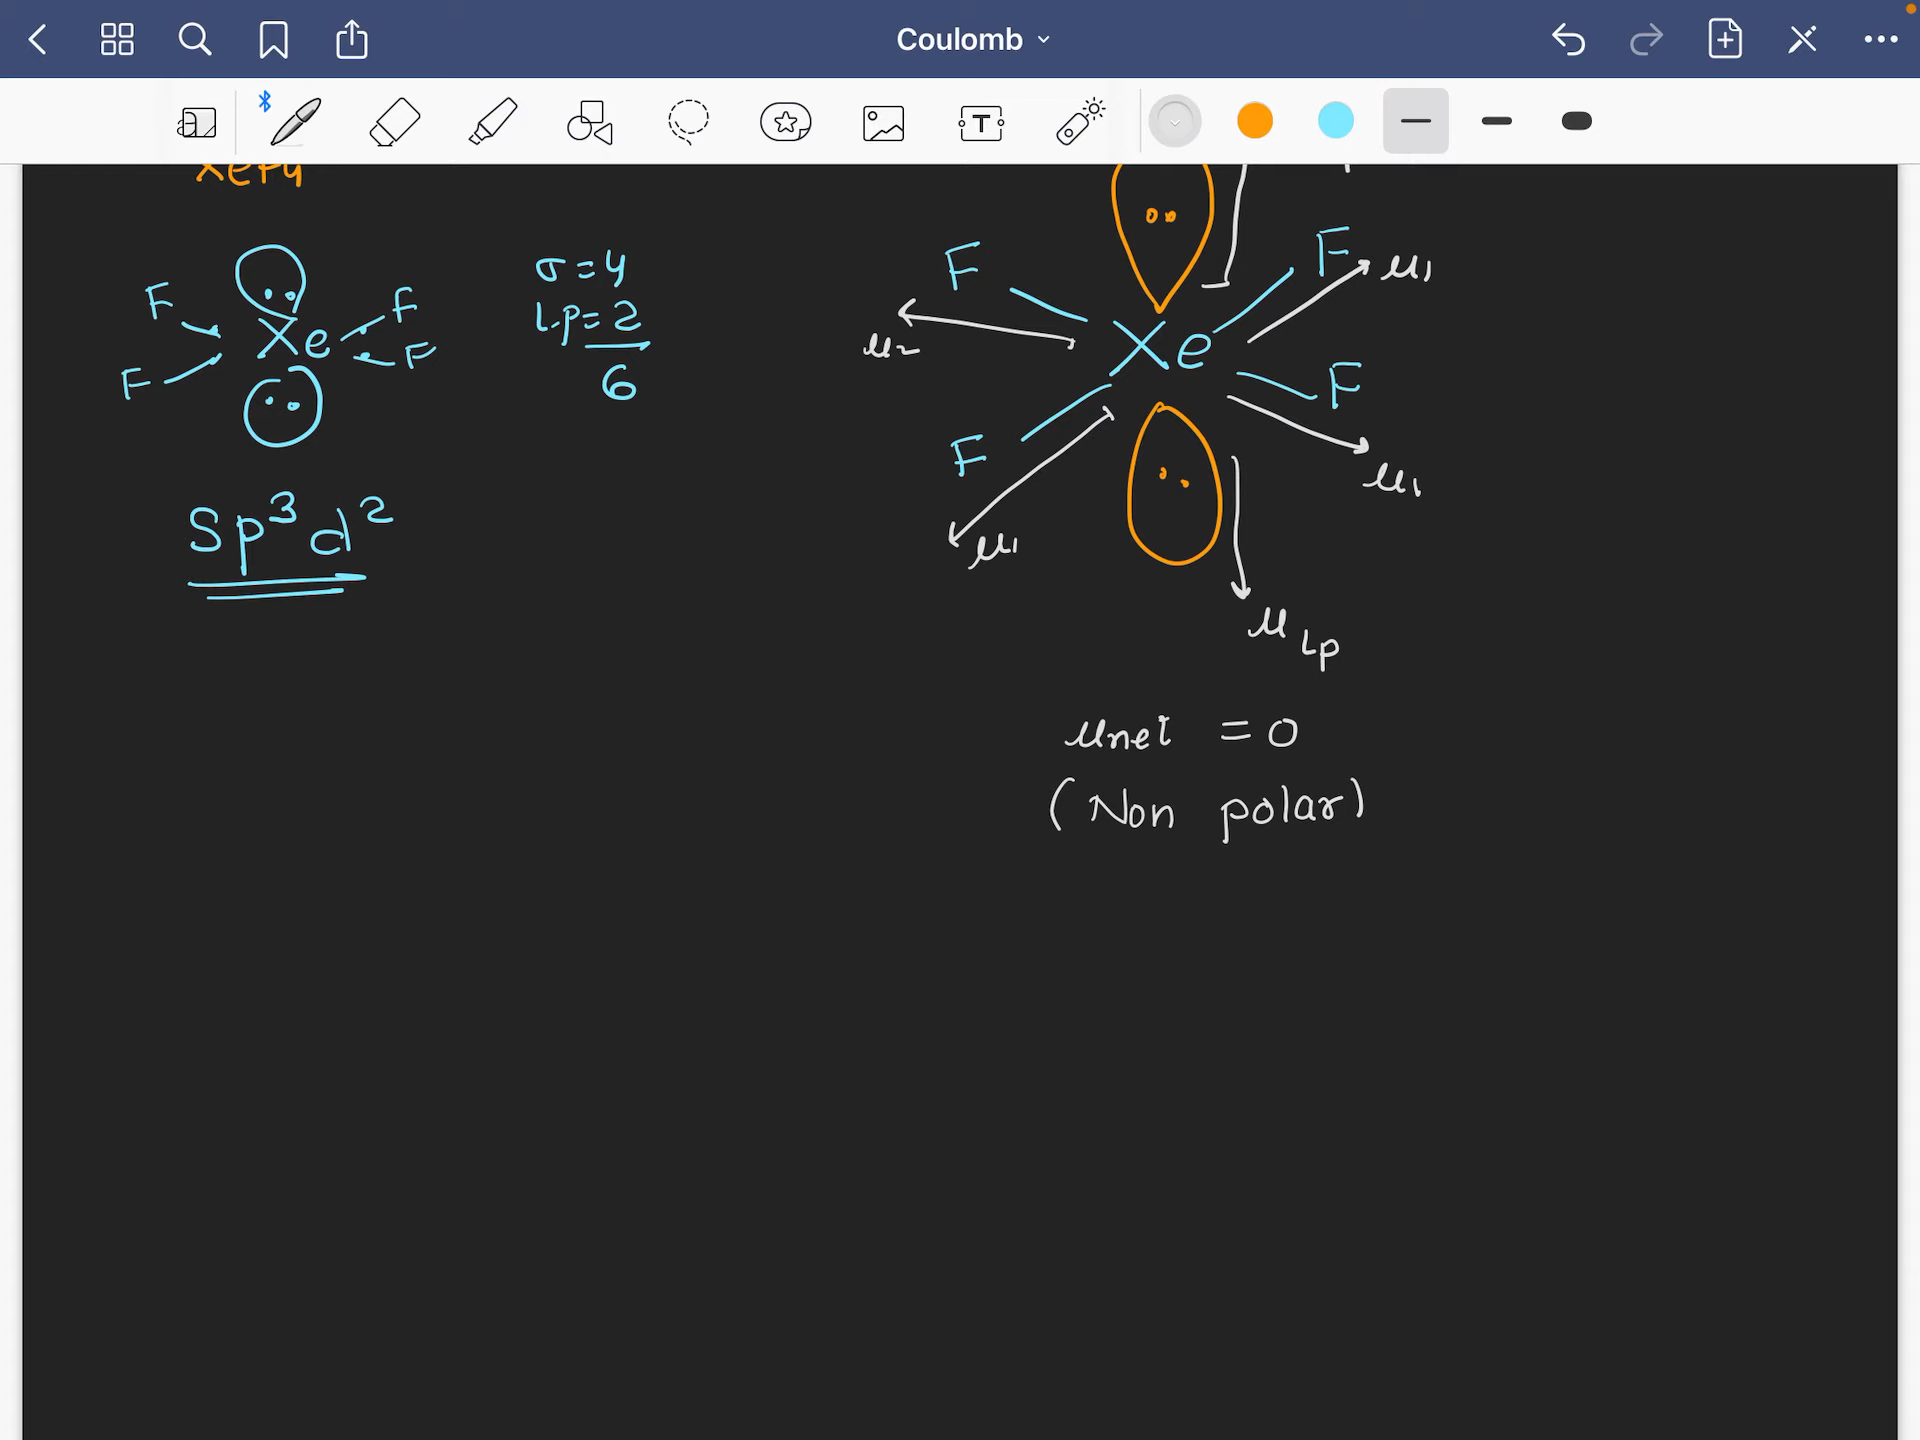 Coulomb
XeF4
F
F
Xe
F
F
σ = 4
L.p = 2
6
Sp³d²
F
F
μ1
μ2
Xe
F
μ1
F
μ1
μLp
μnet = 0
(Non polar)